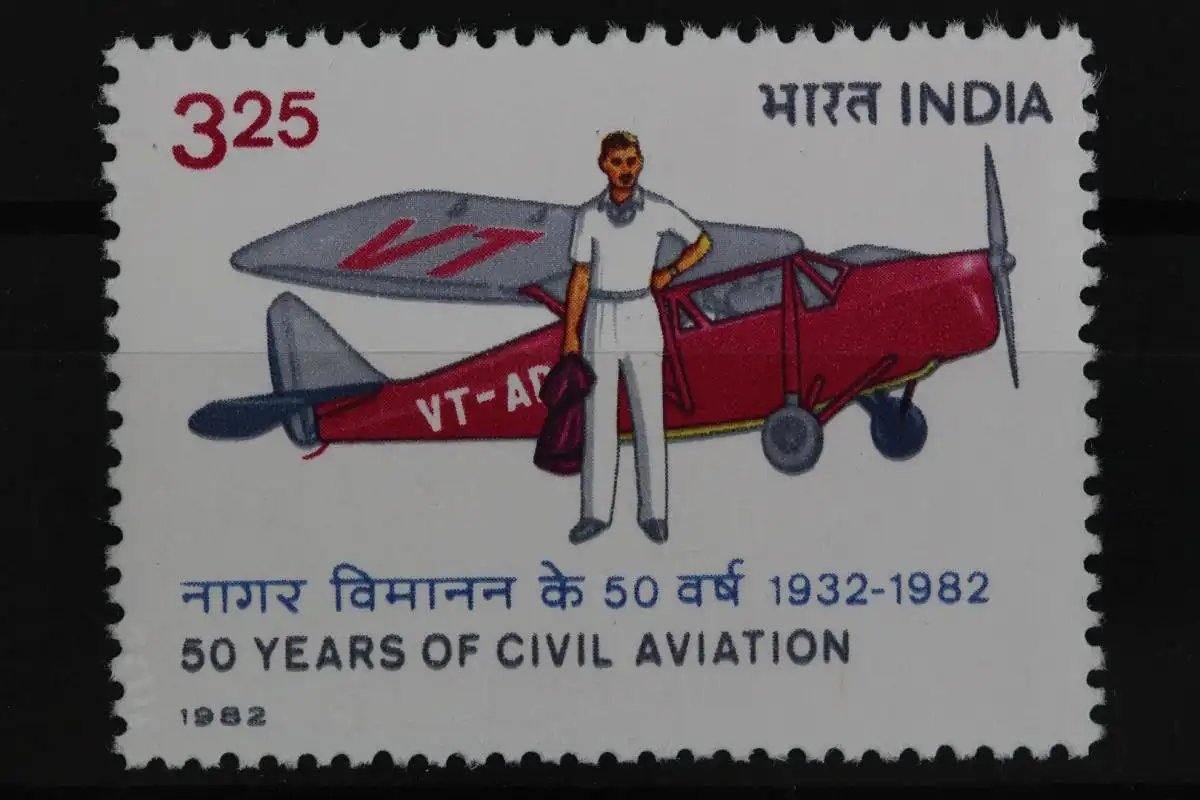 3 25
भारत INDIA
VT
VT-AD
नागर विमानन के 50 वर्ष 1932-1982
50 YEARS OF CIVIL AVIATION
1982